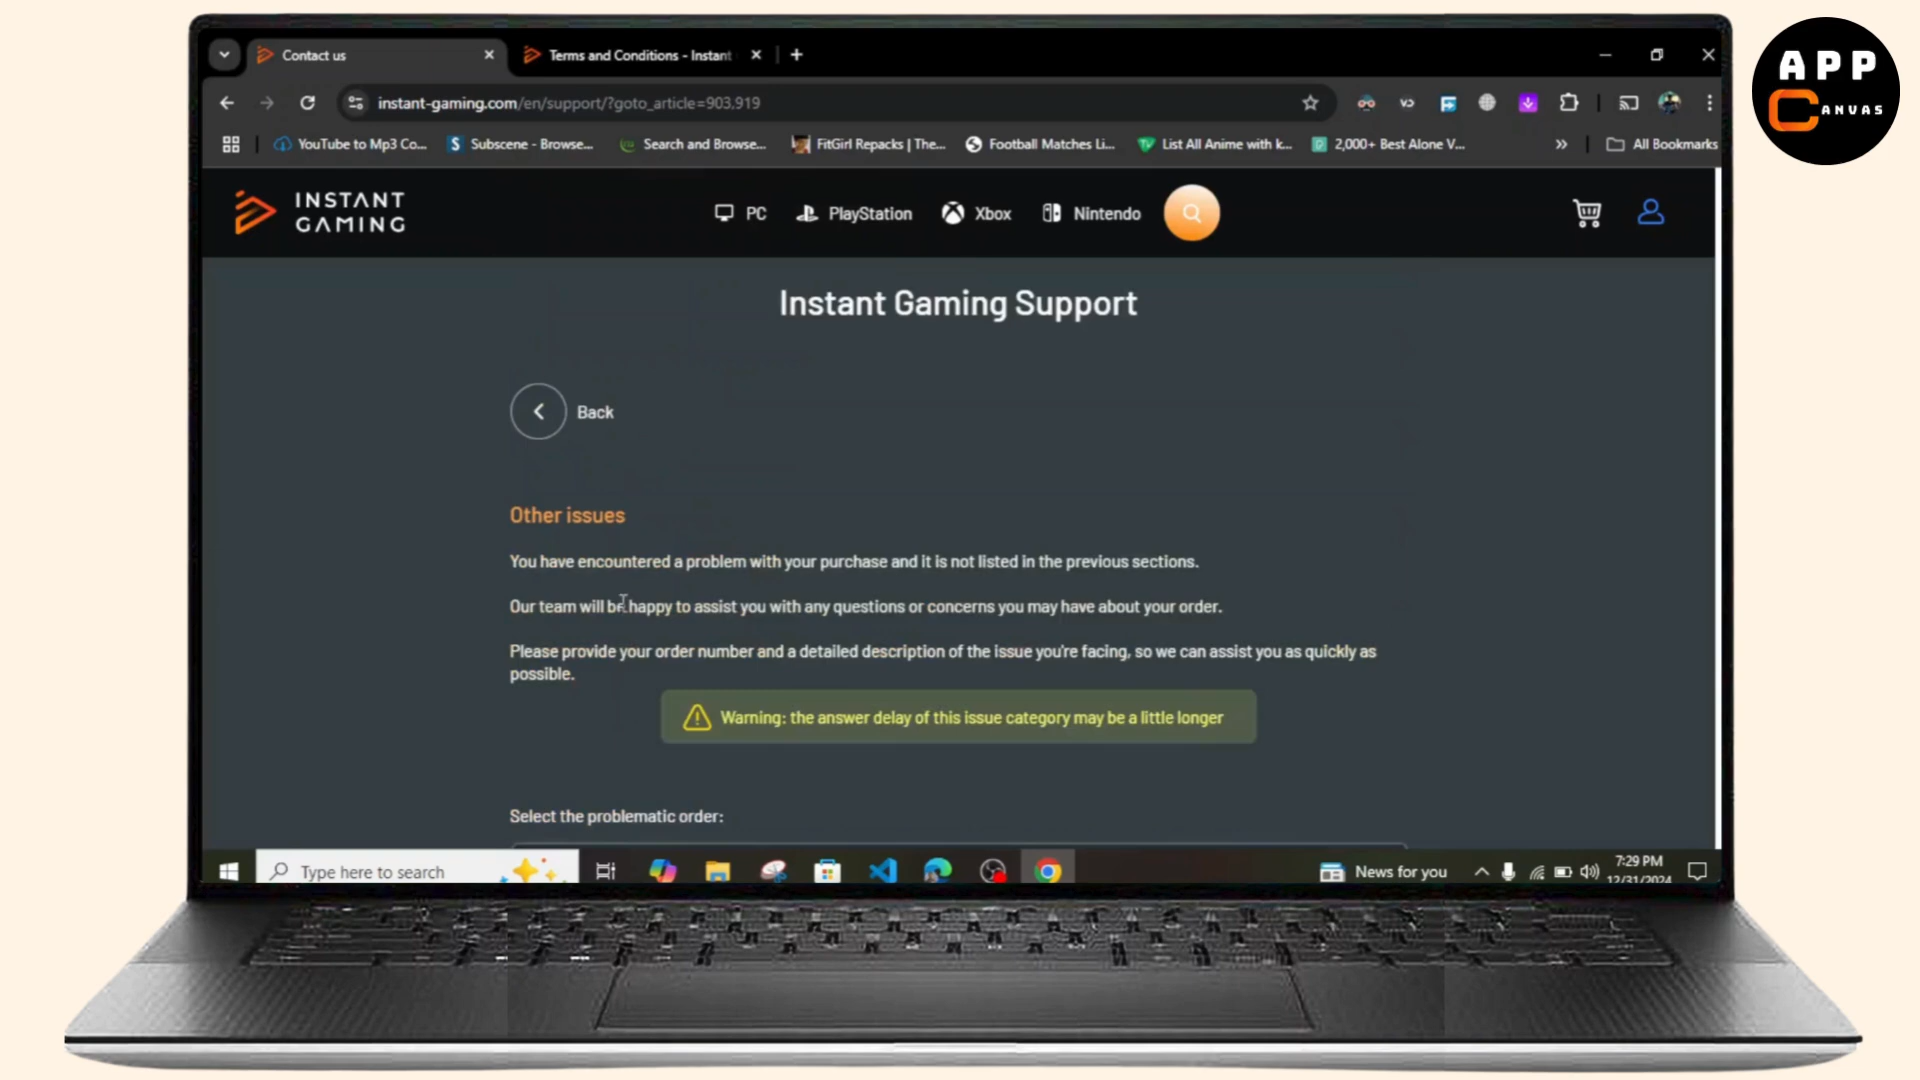 APP
CANVAS
Contact us
Terms and Conditions - Instant
instant-gaming.com/en/support/?goto_article=903,919
YouTube to Mp3 Co...
Subscene - Browse...
Search and Browse...
FitGirl Repacks | The...
Football Matches Li...
List All Anime with k...
2,000+ Best Alone V...
All Bookmarks
INSTANT
GAMING
PC
PlayStation
Xbox
Nintendo
Instant Gaming Support
Back
Other issues
You have encountered a problem with your purchase and it is not listed in the previous sections.
Our team will be happy to assist you with any questions or concerns you may have about your order.
Please provide your order number and a detailed description of the issue you're facing, so we can assist you as quickly as
possible.
Warning: the answer delay of this issue category may be a little longer
Select the problematic order:
Type here to search
News for you
7:29 PM
12/31/2024